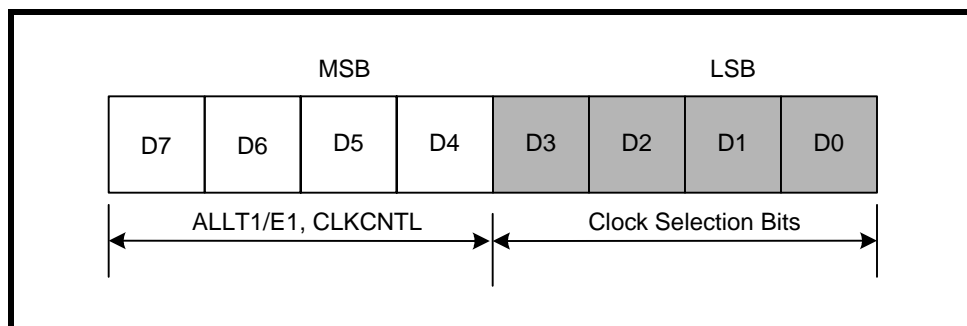 MSB LSB
D7 D6 D5 D4 D3 D2 D1 D0
ALLT1/E1, CLKCNTL Clock Selection Bits